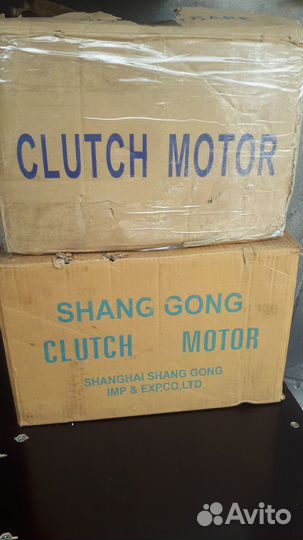 CLUTCH MOTOR
SHANG GONG
CLUTCH MOTOR
SHANGHAI SHANG GONG
IMP & EXP.CO,LTD
Avito